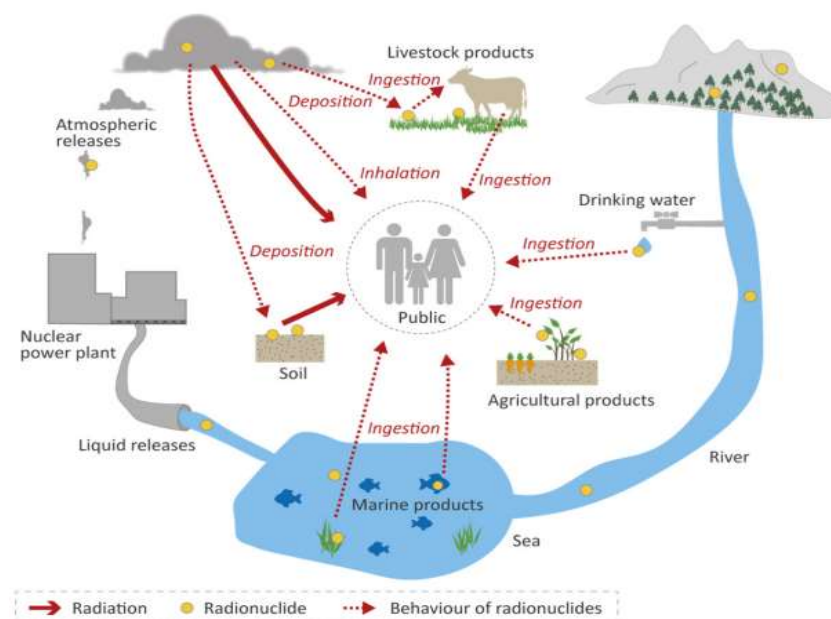 Livestock products
Ingestion
Deposition
Atmospheric
releases
Inhalation
Ingestion
Drinking water
Ingestion
Deposition
Public
Ingestion
Nuclear
power plant
Soil
Agricultural products
Liquid releases
Ingestion
River
Marine products
Sea
Radiation
Radionuclide
Behaviour of radionuclides